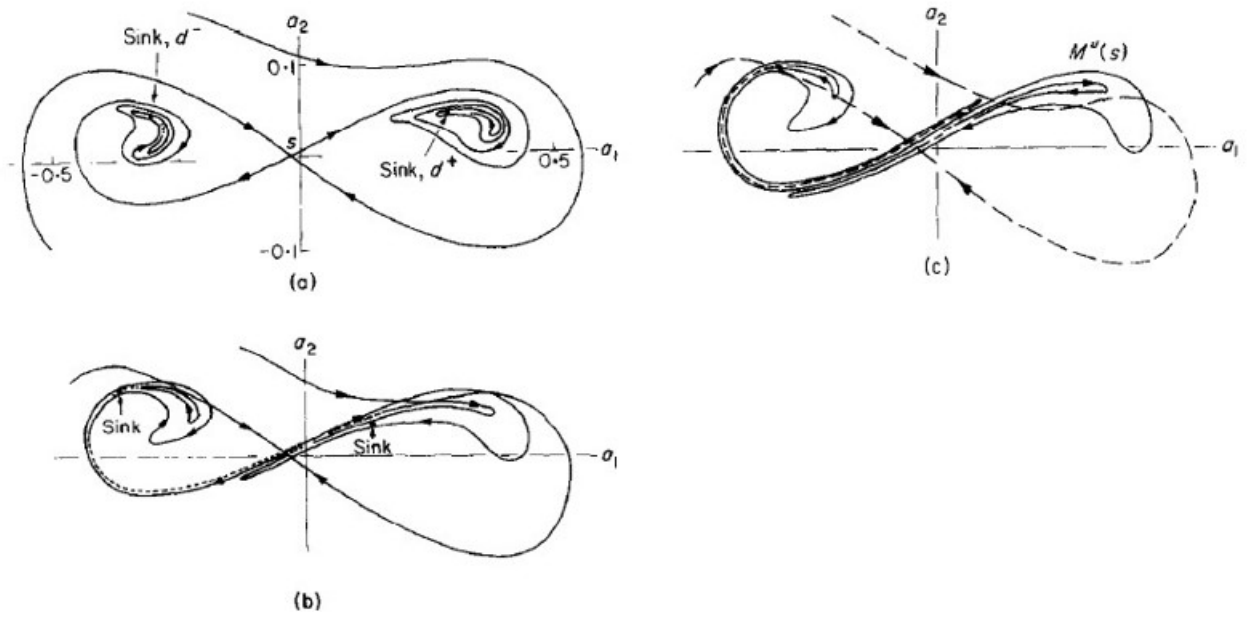 a₂
Sink, d⁻
0·1
s
a₁
-0·5
0·5
Sink, d⁺
-0·1
(a)
a₂
Mᵘ(s)
a₁
(c)
a₂
Sink
Sink
a₁
(b)